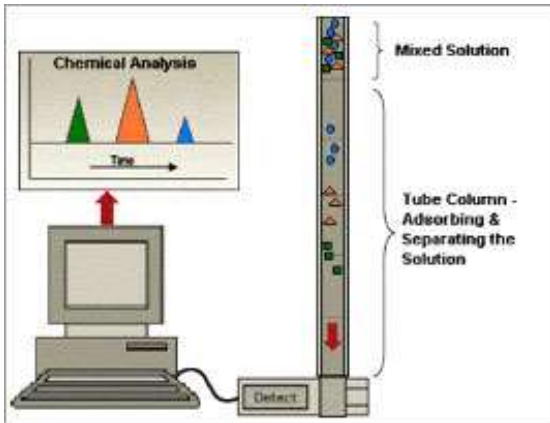 Chemical Analysis
Time
Mixed Solution
Tube Column -
Adsorbing &
Separating the
Solution
Detect